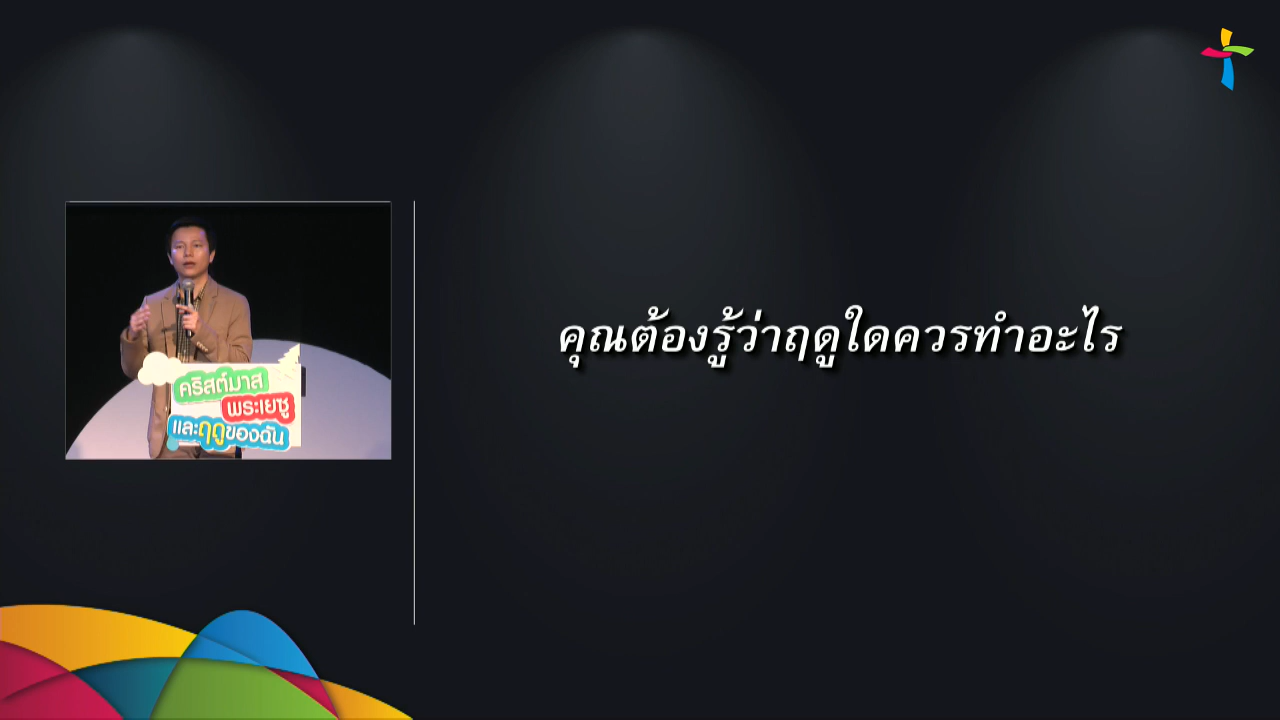 คุณต้องรู้ว่าฤดูใดควรทำอะไร
คริสต์มาส
พระเยซู
และฤดูของฉัน